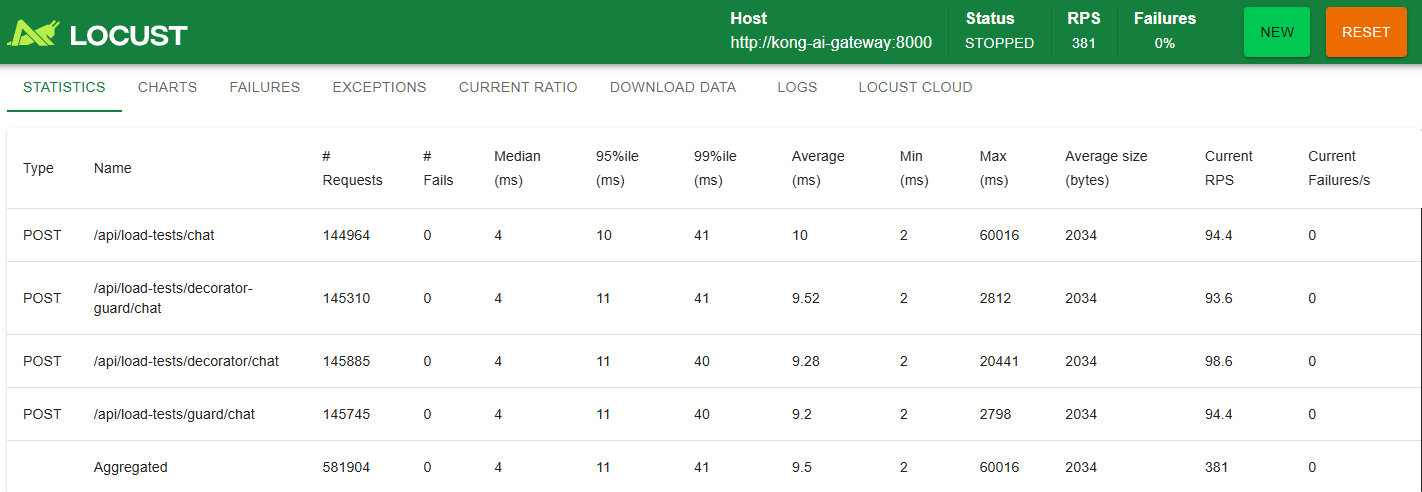 LOCUST
Host
http://kong-ai-gateway:8000
Status
STOPPED
RPS
381
Failures
0%
NEW
RESET
STATISTICS CHARTS FAILURES EXCEPTIONS CURRENT RATIO DOWNLOAD DATA LOGS LOCUST CLOUD
Type Name # Requests # Fails Median (ms) 95%ile (ms) 99%ile (ms) Average (ms) Min (ms) Max (ms) Average size (bytes) Current RPS Current Failures/s
POST /api/load-tests/chat 144964 0 4 10 41 10 2 60016 2034 94.4 0
POST /api/load-tests/decorator-guard/chat 145310 0 4 11 41 9.52 2 2812 2034 93.6 0
POST /api/load-tests/decorator/chat 145885 0 4 11 40 9.28 2 20441 2034 98.6 0
POST /api/load-tests/guard/chat 145745 0 4 11 40 9.2 2 2798 2034 94.4 0
Aggregated 581904 0 4 11 41 9.5 2 60016 2034 381 0